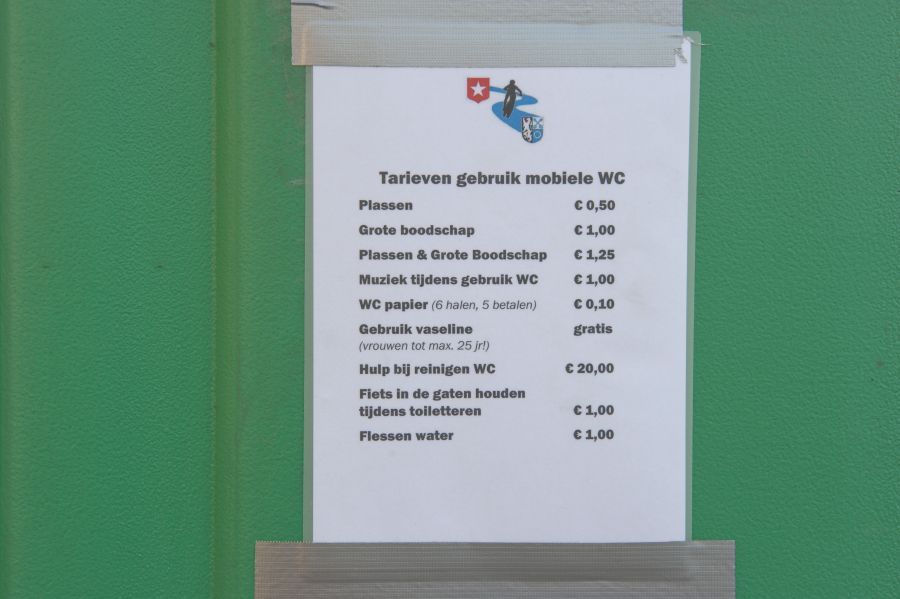 Tarieven gebruik mobiele WC
Plassen € 0,50
Grote boodschap € 1,00
Plassen & Grote Boodschap € 1,25
Muziek tijdens gebruik WC € 1,00
WC papier (6 halen, 5 betalen) € 0,10
Gebruik vaseline gratis
(vrouwen tot max. 25 jr!)
Hulp bij reinigen WC € 20,00
Fiets in de gaten houden
tijdens toiletteren € 1,00
Flessen water € 1,00